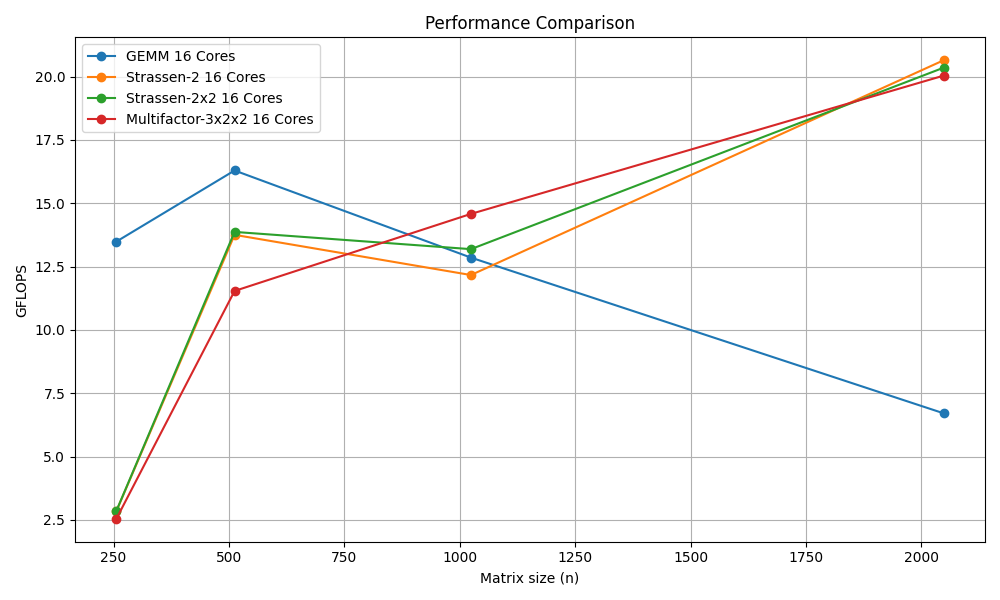 Performance Comparison
GEMM 16 Cores
Strassen-2 16 Cores
Strassen-2x2 16 Cores
Multifactor-3x2x2 16 Cores
GFLOPS
20.0
17.5
15.0
12.5
10.0
7.5
5.0
2.5
250 500 750 1000 1250 1500 1750 2000
Matrix size (n)